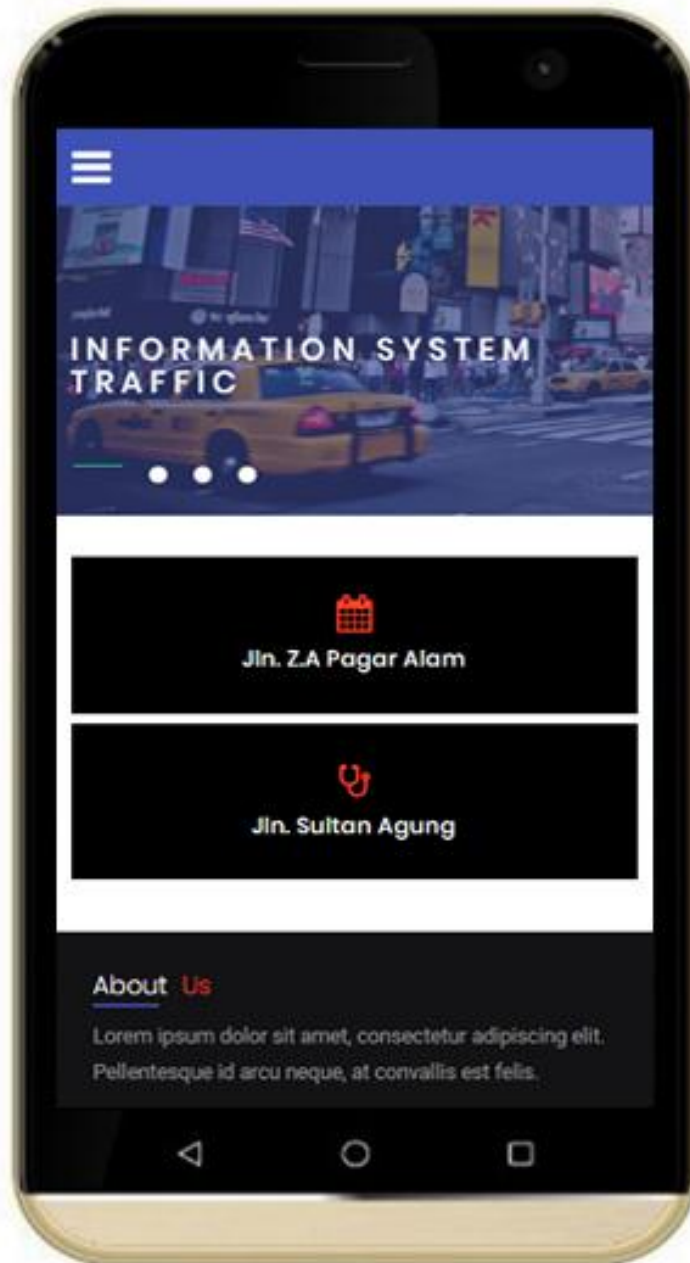 INFORMATION SYSTEM
TRAFFIC
Jln. Z.A Pagar Alam
Jln. Sultan Agung
About Us
Lorem ipsum dolor sit amet, consectetur adipiscing elit.
Pellentesque id arcu neque, at convallis est felis.